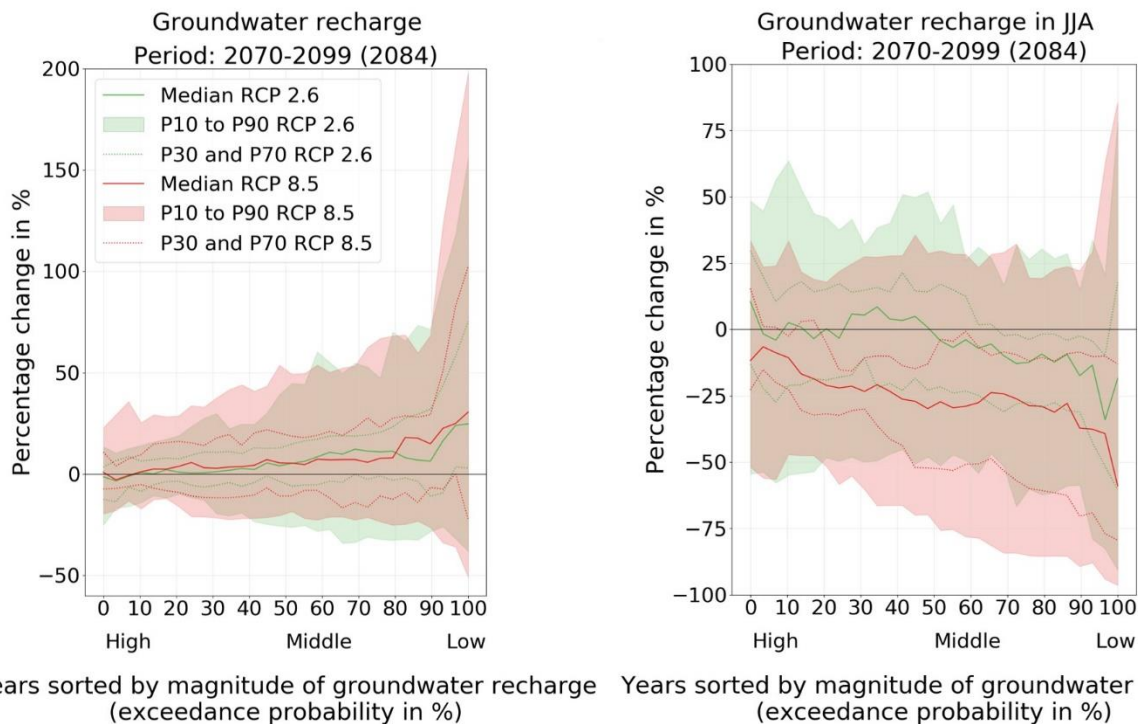 Groundwater recharge
Period: 2070-2099 (2084)
200
150
100
50
0
−50
Percentage change in %
Median RCP 2.6
P10 to P90 RCP 2.6
P30 and P70 RCP 2.6
Median RCP 8.5
P10 to P90 RCP 8.5
P30 and P70 RCP 8.5
0 10 20 30 40 50 60 70 80 90 100
High Middle Low
ears sorted by magnitude of groundwater recharge
(exceedance probability in %)
Groundwater recharge in JJA
Period: 2070-2099 (2084)
100
75
50
25
0
−25
−50
−75
−100
Percentage change in %
0 10 20 30 40 50 60 70 80 90 100
High Middle Low
Years sorted by magnitude of groundwater
(exceedance probability in %)